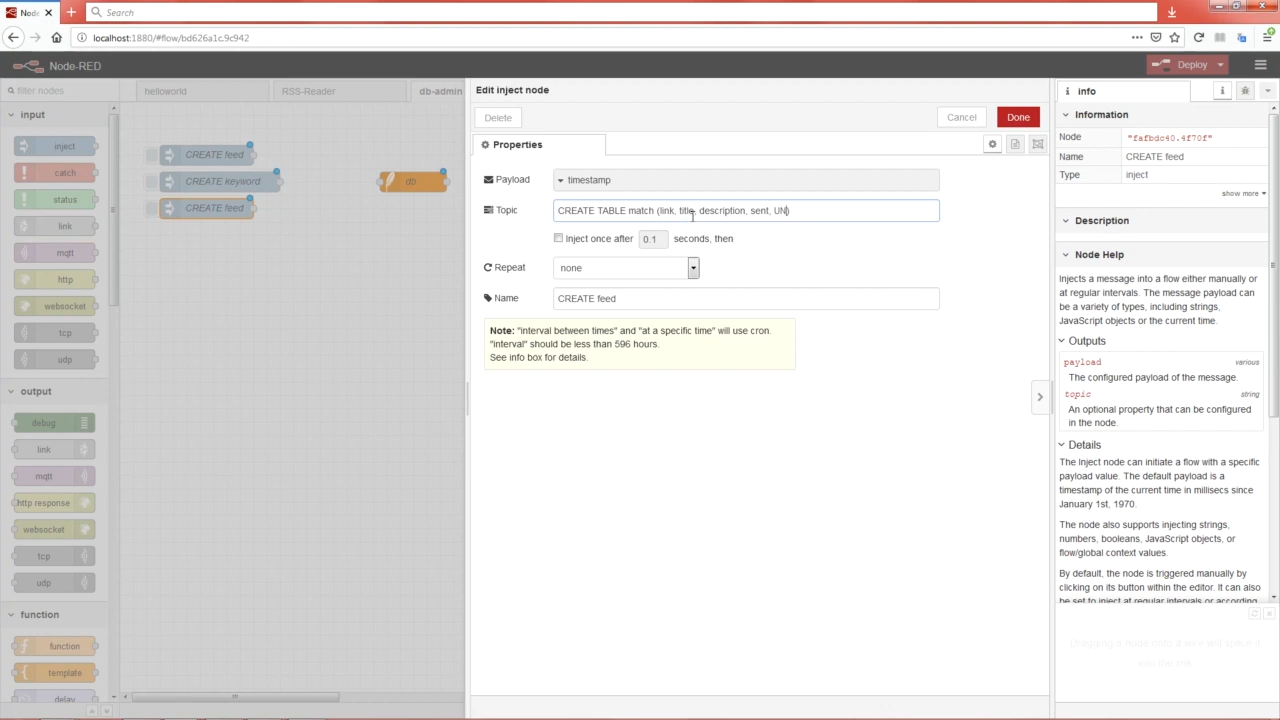 Node
Search
localhost:1880/#flow/bd626a1c.9c942
Node-RED
Deploy
filter nodes
helloworld
RSS-Reader
db-admin
Edit inject node
info
Delete
Cancel
Done
Information
input
inject
catch
status
link
mqtt
http
websocket
tcp
udp
output
debug
link
mqtt
http response
websocket
tcp
udp
function
function
template
delay
CREATE feed
CREATE keyword
CREATE feed
db
Properties
Payload
timestamp
Topic
CREATE TABLE match (link, title, description, sent, UN)
Inject once after 0.1 seconds, then
Repeat
none
Name
CREATE feed
Note: "interval between times" and "at a specific time" will use cron.
"interval" should be less than 596 hours.
See info box for details.
Node "fafbdc40.4f70f"
Name CREATE feed
Type inject
show more
Description
Node Help
Injects a message into a flow either manually or
at regular intervals. The message payload can
be a variety of types, including strings,
JavaScript objects or the current time.
Outputs
payload various
The configured payload of the message.
topic string
An optional property that can be configured
in the node.
Details
The Inject node can initiate a flow with a specific
payload value. The default payload is a
timestamp of the current time in millisecs since
January 1st, 1970.
The node also supports injecting strings,
numbers, booleans, JavaScript objects, or
flow/global context values.
By default, the node is triggered manually by
clicking on its button within the editor. It can also
be set to inject at regular intervals or according